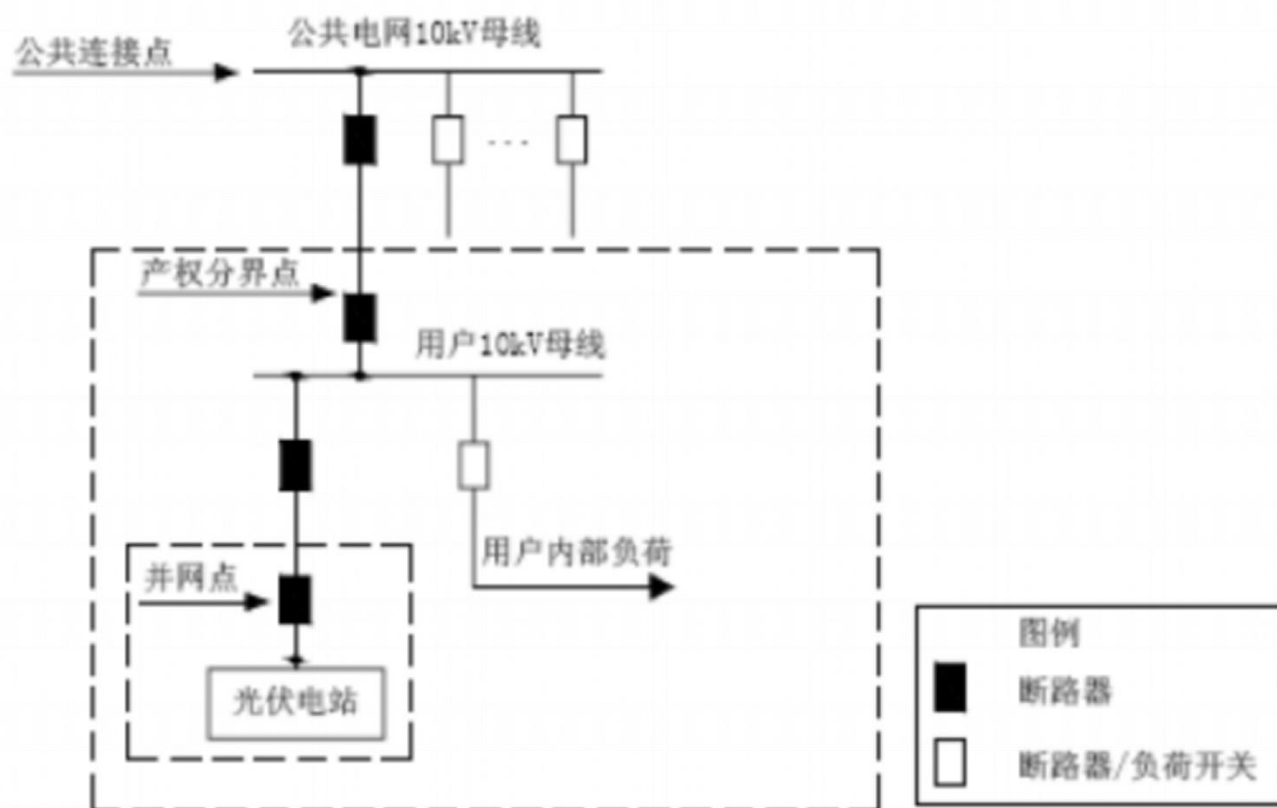 公共电网10kV母线
公共连接点
- - -
产权分界点
用户10kV母线
用户内部负荷
并网点
光伏电站
图例
断路器
断路器/负荷开关